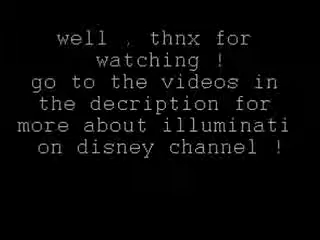 well , thnx for
watching !
go to the videos in
the decription for
more about illuminati
on disney channel !